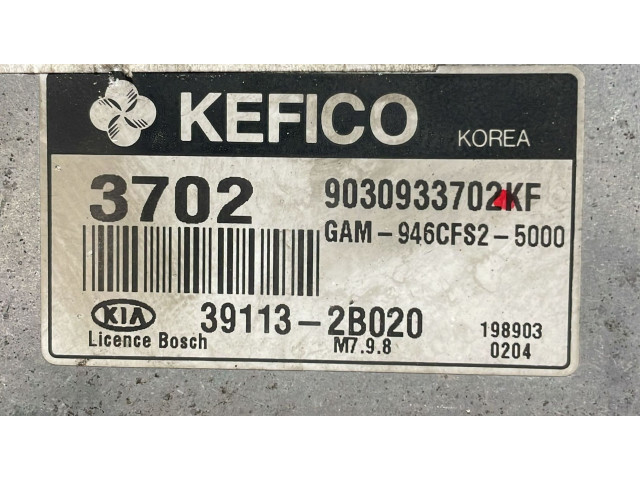 KEFICO KOREA
3702
9030933702KF
GAM-946CFS2-5000
KIA
39113-2B020
Licence Bosch
M7.9.8
198903
0204